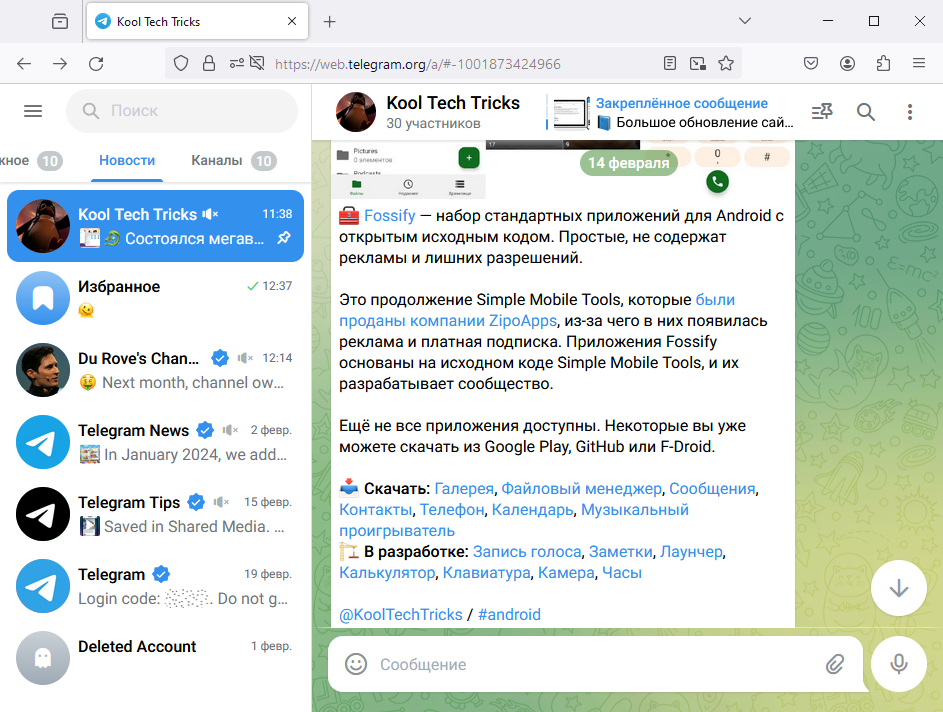 Kool Tech Tricks
https://web.telegram.org/a/#-1001873424966
Поиск
жное 10
Новости
Каналы 10
Kool Tech Tricks 11:38
Состоялся мегав...
Избранное 12:37
Du Rove's Chan... 12:14
Next month, channel ow...
Telegram News 2 февр.
In January 2024, we add...
Telegram Tips 15 февр.
Saved in Shared Media. ...
Telegram 19 февр.
Login code: . Do not g...
Deleted Account 1 февр.
Kool Tech Tricks
30 участников
Закреплённое сообщение
Большое обновление сай...
Pictures
0 элементов
Podcasts
17
9
0
#
14 февраля
Fossify — набор стандартных приложений для Android с
открытым исходным кодом. Простые, не содержат
рекламы и лишних разрешений.
Это продолжение Simple Mobile Tools, которые были
проданы компании ZipoApps, из-за чего в них появилась
реклама и платная подписка. Приложения Fossify
основаны на исходном коде Simple Mobile Tools, и их
разрабатывает сообщество.
Ещё не все приложения доступны. Некоторые вы уже
можете скачать из Google Play, GitHub или F-Droid.
Скачать: Галерея, Файловый менеджер, Сообщения,
Контакты, Телефон, Календарь, Музыкальный
проигрыватель
В разработке: Запись голоса, Заметки, Лаунчер,
Калькулятор, Клавиатура, Камера, Часы
@KoolTechTricks / #android
Сообщение